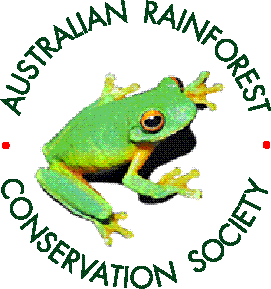 AUSTRALIAN RAINFOREST
CONSERVATION SOCIETY